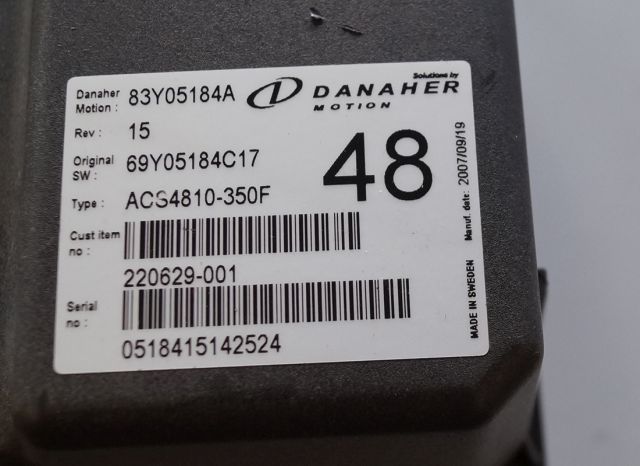 Danaher Motion : 83Y05184A
Solutions by
DANAHER
MOTION
Rev : 15
Original SW : 69Y05184C17
48
Type : ACS4810-350F
Cust item no :
220629-001
Serial no :
0518415142524
MADE IN SWEDEN Manuf. date: 2007/09/19